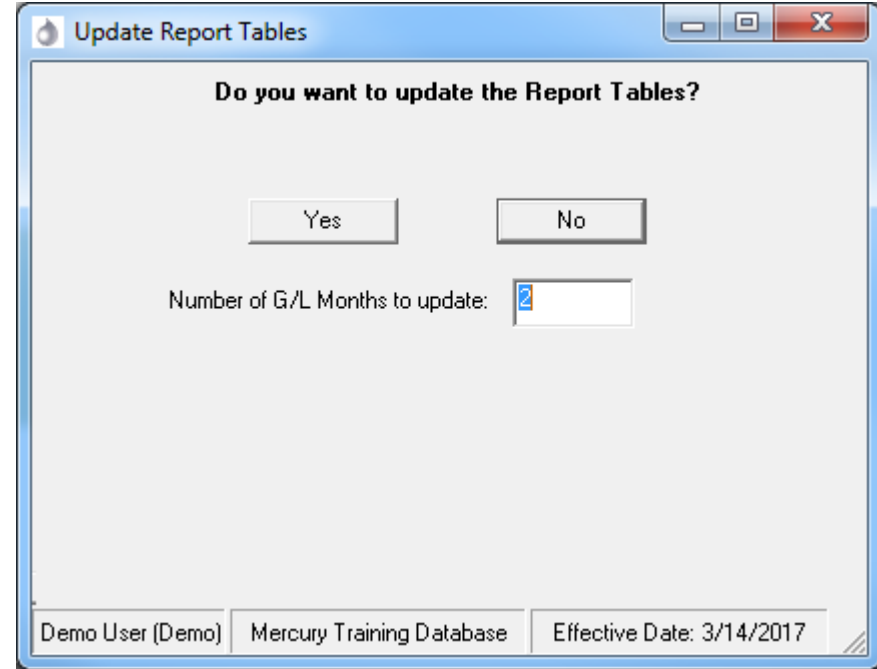 Update Report Tables
Do you want to update the Report Tables?
Yes No
Number of G/L Months to update: 2
Demo User (Demo) Mercury Training Database Effective Date: 3/14/2017